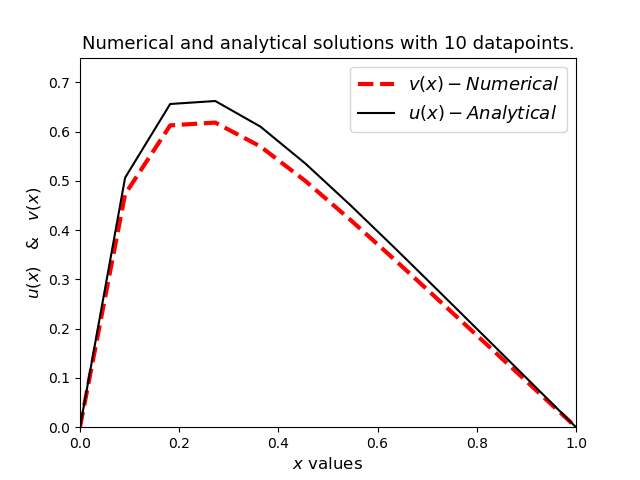 Numerical and analytical solutions with 10 datapoints.
v(x) − Numerical
u(x) − Analytical
0.7
0.6
0.5
0.4
0.3
0.2
0.1
0.0
u(x) & v(x)
0.0 0.2 0.4 0.6 0.8 1.0
x values